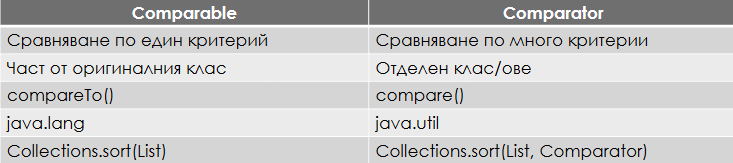 Comparable Comparator
Сравняване по един критерий Сравняване по много критерии
Част от оригиналния клас Отделен клас/ове
compareTo() compare()
java.lang java.util
Collections.sort(List) Collections.sort(List, Comparator)